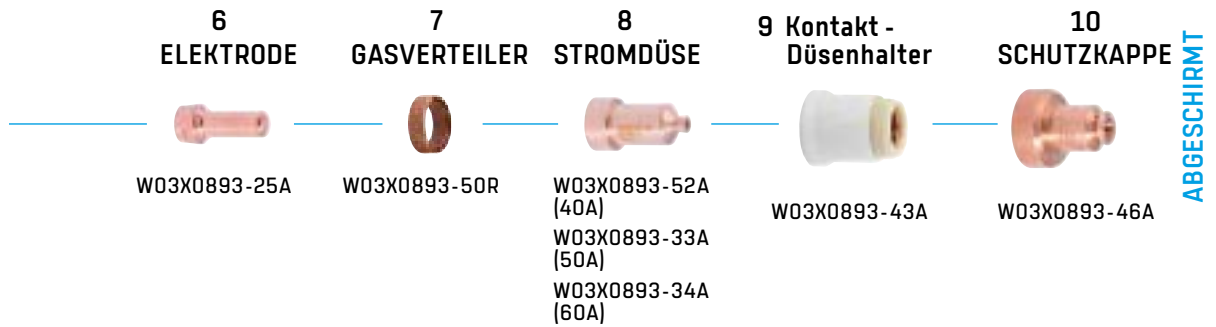 6
ELEKTRODE
7
GASVERTEILER
8
STROMDÜSE
9 Kontakt -
Düsenhalter
10
SCHUTZKAPPE
W03X0893-25A
W03X0893-50R
W03X0893-52A
(40A)
W03X0893-33A
(50A)
W03X0893-34A
(60A)
W03X0893-43A
W03X0893-46A
ABGESCHIRMT